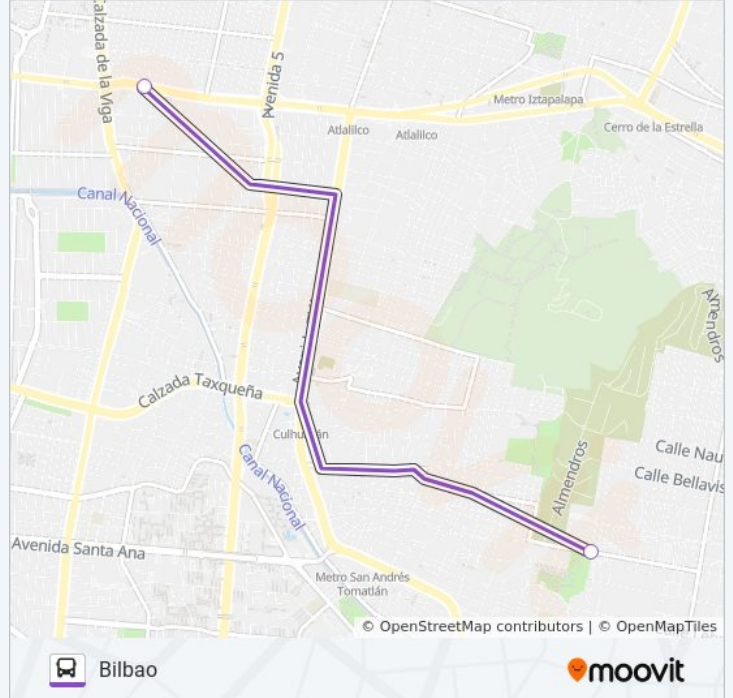 Calzada de la Viga
Avenida 5
Metro Iztapalapa
Atlalilco
Atlalilco
Cerro de la Estrella
Canal Nacional
Almendros
Calzada Taxqueña
Culhu
án
Canal Nacional
Almendros
Calle Nau
Calle Bellavis
Avenida Santa Ana
Metro San Andrés
Tomatlán
© OpenStreetMap contributors | © OpenMapTiles
Bilbao
moovit